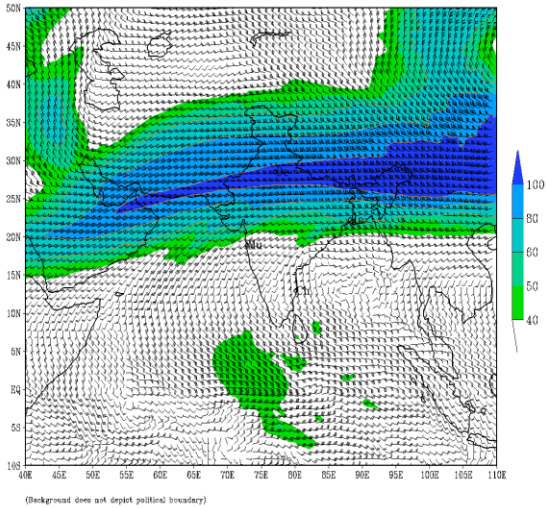 50N
45N
40N
35N
30N
25N
20N
15N
10N
5N
EQ
5S
10S
40E 45E 50E 55E 60E 65E 70E 75E 80E 85E 90E 95E 100E 105E 110E
100
80
60
50
40
Mu
(Background does not depict political boundary)